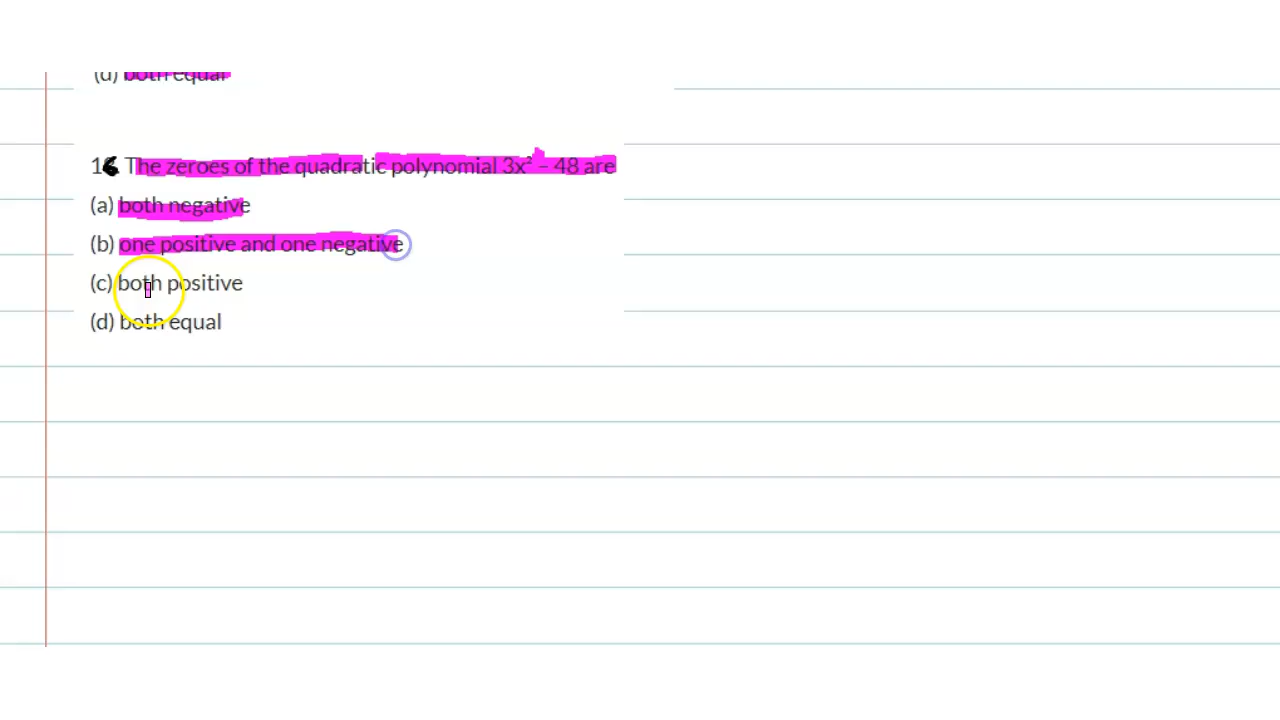 (d) both equal
16 The zeroes of the quadratic polynomial 3x² – 48 are
(a) both negative
(b) one positive and one negative
(c) both positive
(d) both equal